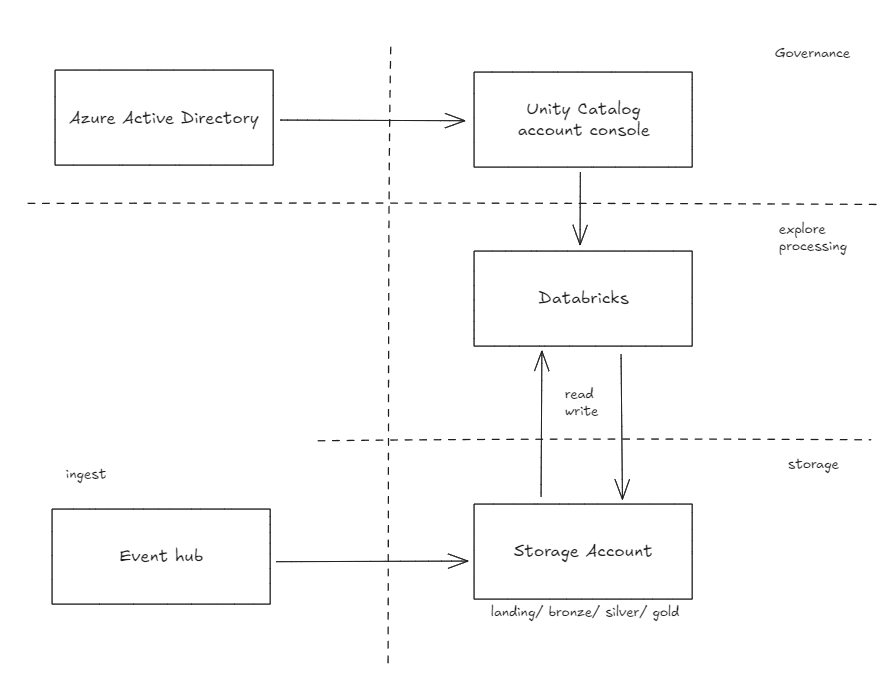 Governance
Azure Active Directory
Unity Catalog
account console
explore
processing
Databricks
read
write
ingest
storage
Event hub
Storage Account
landing/ bronze/ silver/ gold